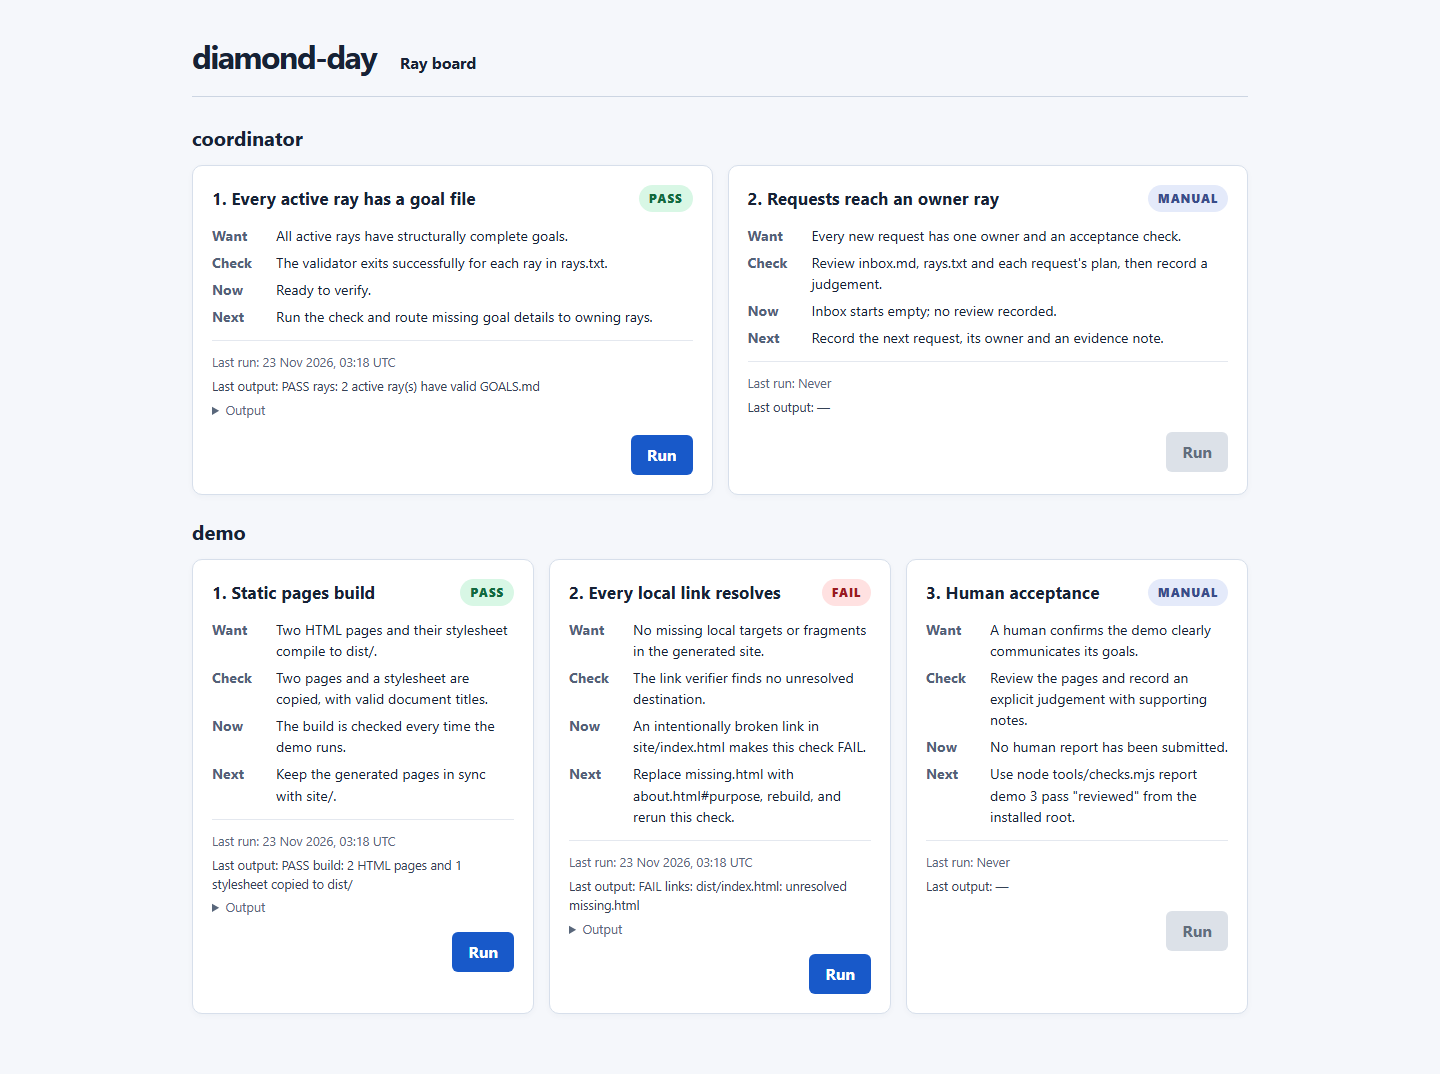 diamond-day Ray board
coordinator
1. Every active ray has a goal file PASS
Want All active rays have structurally complete goals.
Check The validator exits successfully for each ray in rays.txt.
Now Ready to verify.
Next Run the check and route missing goal details to owning rays.
Last run: 23 Nov 2026, 03:18 UTC
Last output: PASS rays: 2 active ray(s) have valid GOALS.md
Output
Run
2. Requests reach an owner ray MANUAL
Want Every new request has one owner and an acceptance check.
Check Review inbox.md, rays.txt and each request's plan, then record a
judgement.
Now Inbox starts empty; no review recorded.
Next Record the next request, its owner and an evidence note.
Last run: Never
Last output: —
Run
demo
1. Static pages build PASS
Want Two HTML pages and their stylesheet
compile to dist/.
Check Two pages and a stylesheet are
copied, with valid document titles.
Now The build is checked every time the
demo runs.
Next Keep the generated pages in sync
with site/.
Last run: 23 Nov 2026, 03:18 UTC
Last output: PASS build: 2 HTML pages and 1
stylesheet copied to dist/
Output
Run
2. Every local link resolves FAIL
Want No missing local targets or fragments
in the generated site.
Check The link verifier finds no unresolved
destination.
Now An intentionally broken link in
site/index.html makes this check FAIL.
Next Replace missing.html with
about.html#purpose, rebuild, and
rerun this check.
Last run: 23 Nov 2026, 03:18 UTC
Last output: FAIL links: dist/index.html: unresolved
missing.html
Output
Run
3. Human acceptance MANUAL
Want A human confirms the demo clearly
communicates its goals.
Check Review the pages and record an
explicit judgement with supporting
notes.
Now No human report has been submitted.
Next Use node tools/checks.mjs report
demo 3 pass "reviewed" from the
installed root.
Last run: Never
Last output: —
Run